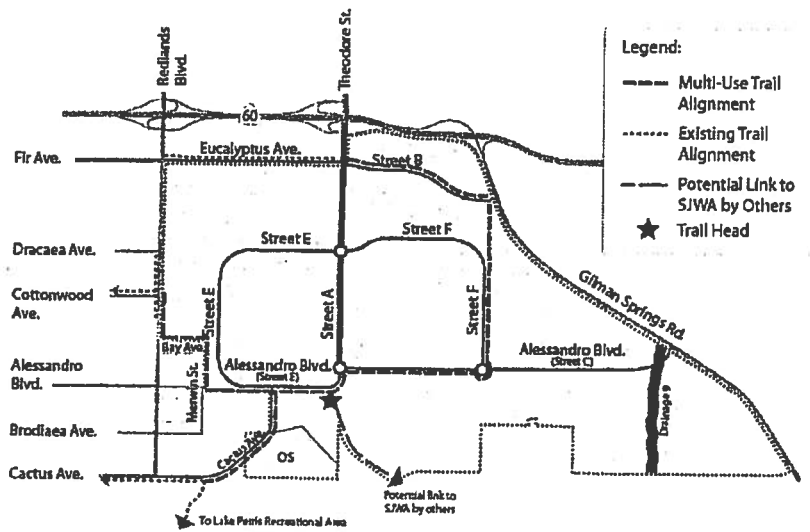 Redlands
Blvd.
Theodore St.
60
Fir Ave.
Eucalyptus Ave.
Street B
Legend:
Multi-Use Trail
Alignment
Existing Trail
Alignment
Potential Link to
SJWA by Others
Trail Head
Dracaea Ave.
Street E
Street F
Cottonwood
Ave.
Street E
Street A
Street F
Gilman Springs Rd.
Bay Ave.
Alessandro
Blvd.
Merwin St.
Alessandro Blvd.
(Street E)
Alessandro Blvd.
(Street C)
Brodiaea Ave.
Drainage 9
Cactus Ave.
Cactus Ave.
OS
Potential link to
SJWA by others
To Lake Perris Recreational Area